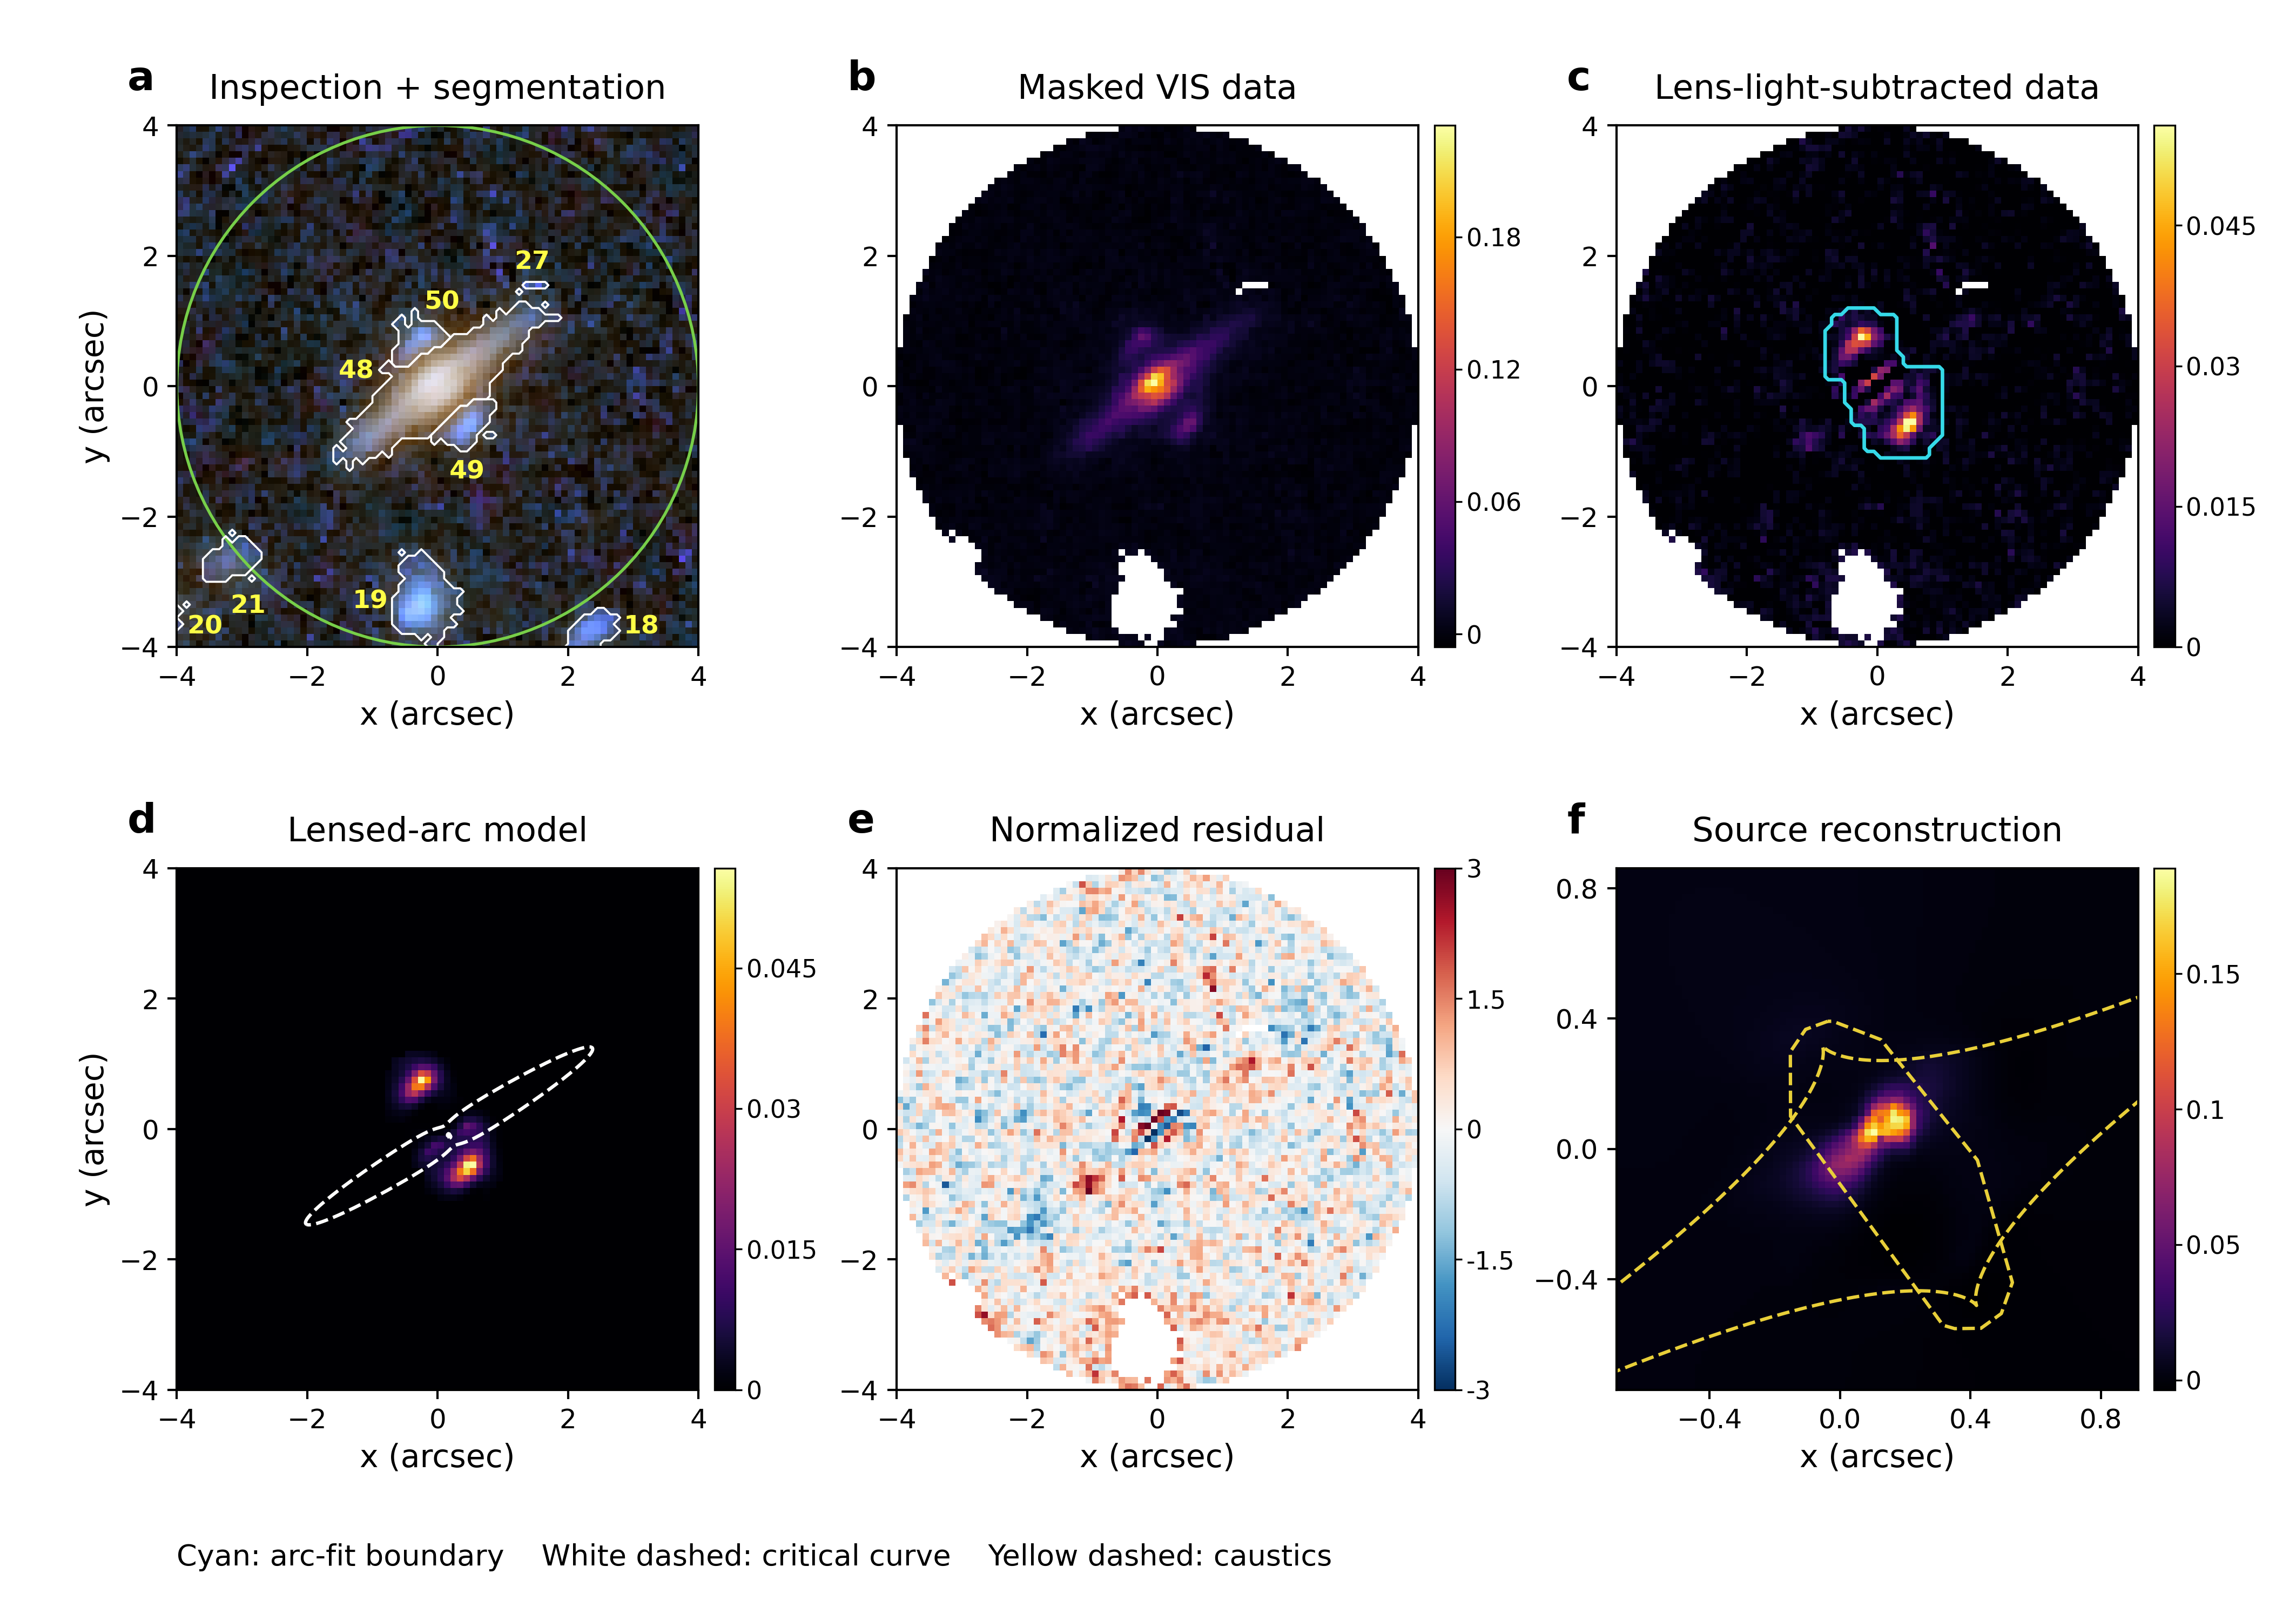 a Inspection + segmentation
4
2
0
−2
−4
−4 −2 0 2 4
y (arcsec)
x (arcsec)
27
50
48
49
21
20
19
18
b Masked VIS data
4
2
0
−2
−4
−4 −2 0 2 4
x (arcsec)
0.18
0.12
0.06
0
c Lens-light-subtracted data
4
2
0
−2
−4
−4 −2 0 2 4
x (arcsec)
0.045
0.03
0.015
0
d Lensed-arc model
4
2
0
−2
−4
−4 −2 0 2 4
y (arcsec)
x (arcsec)
0.045
0.03
0.015
0
e Normalized residual
4
2
0
−2
−4
−4 −2 0 2 4
x (arcsec)
3
1.5
0
-1.5
-3
f Source reconstruction
0.8
0.4
0.0
−0.4
−0.4 0.0 0.4 0.8
x (arcsec)
0.15
0.1
0.05
0
Cyan: arc-fit boundary White dashed: critical curve Yellow dashed: caustics